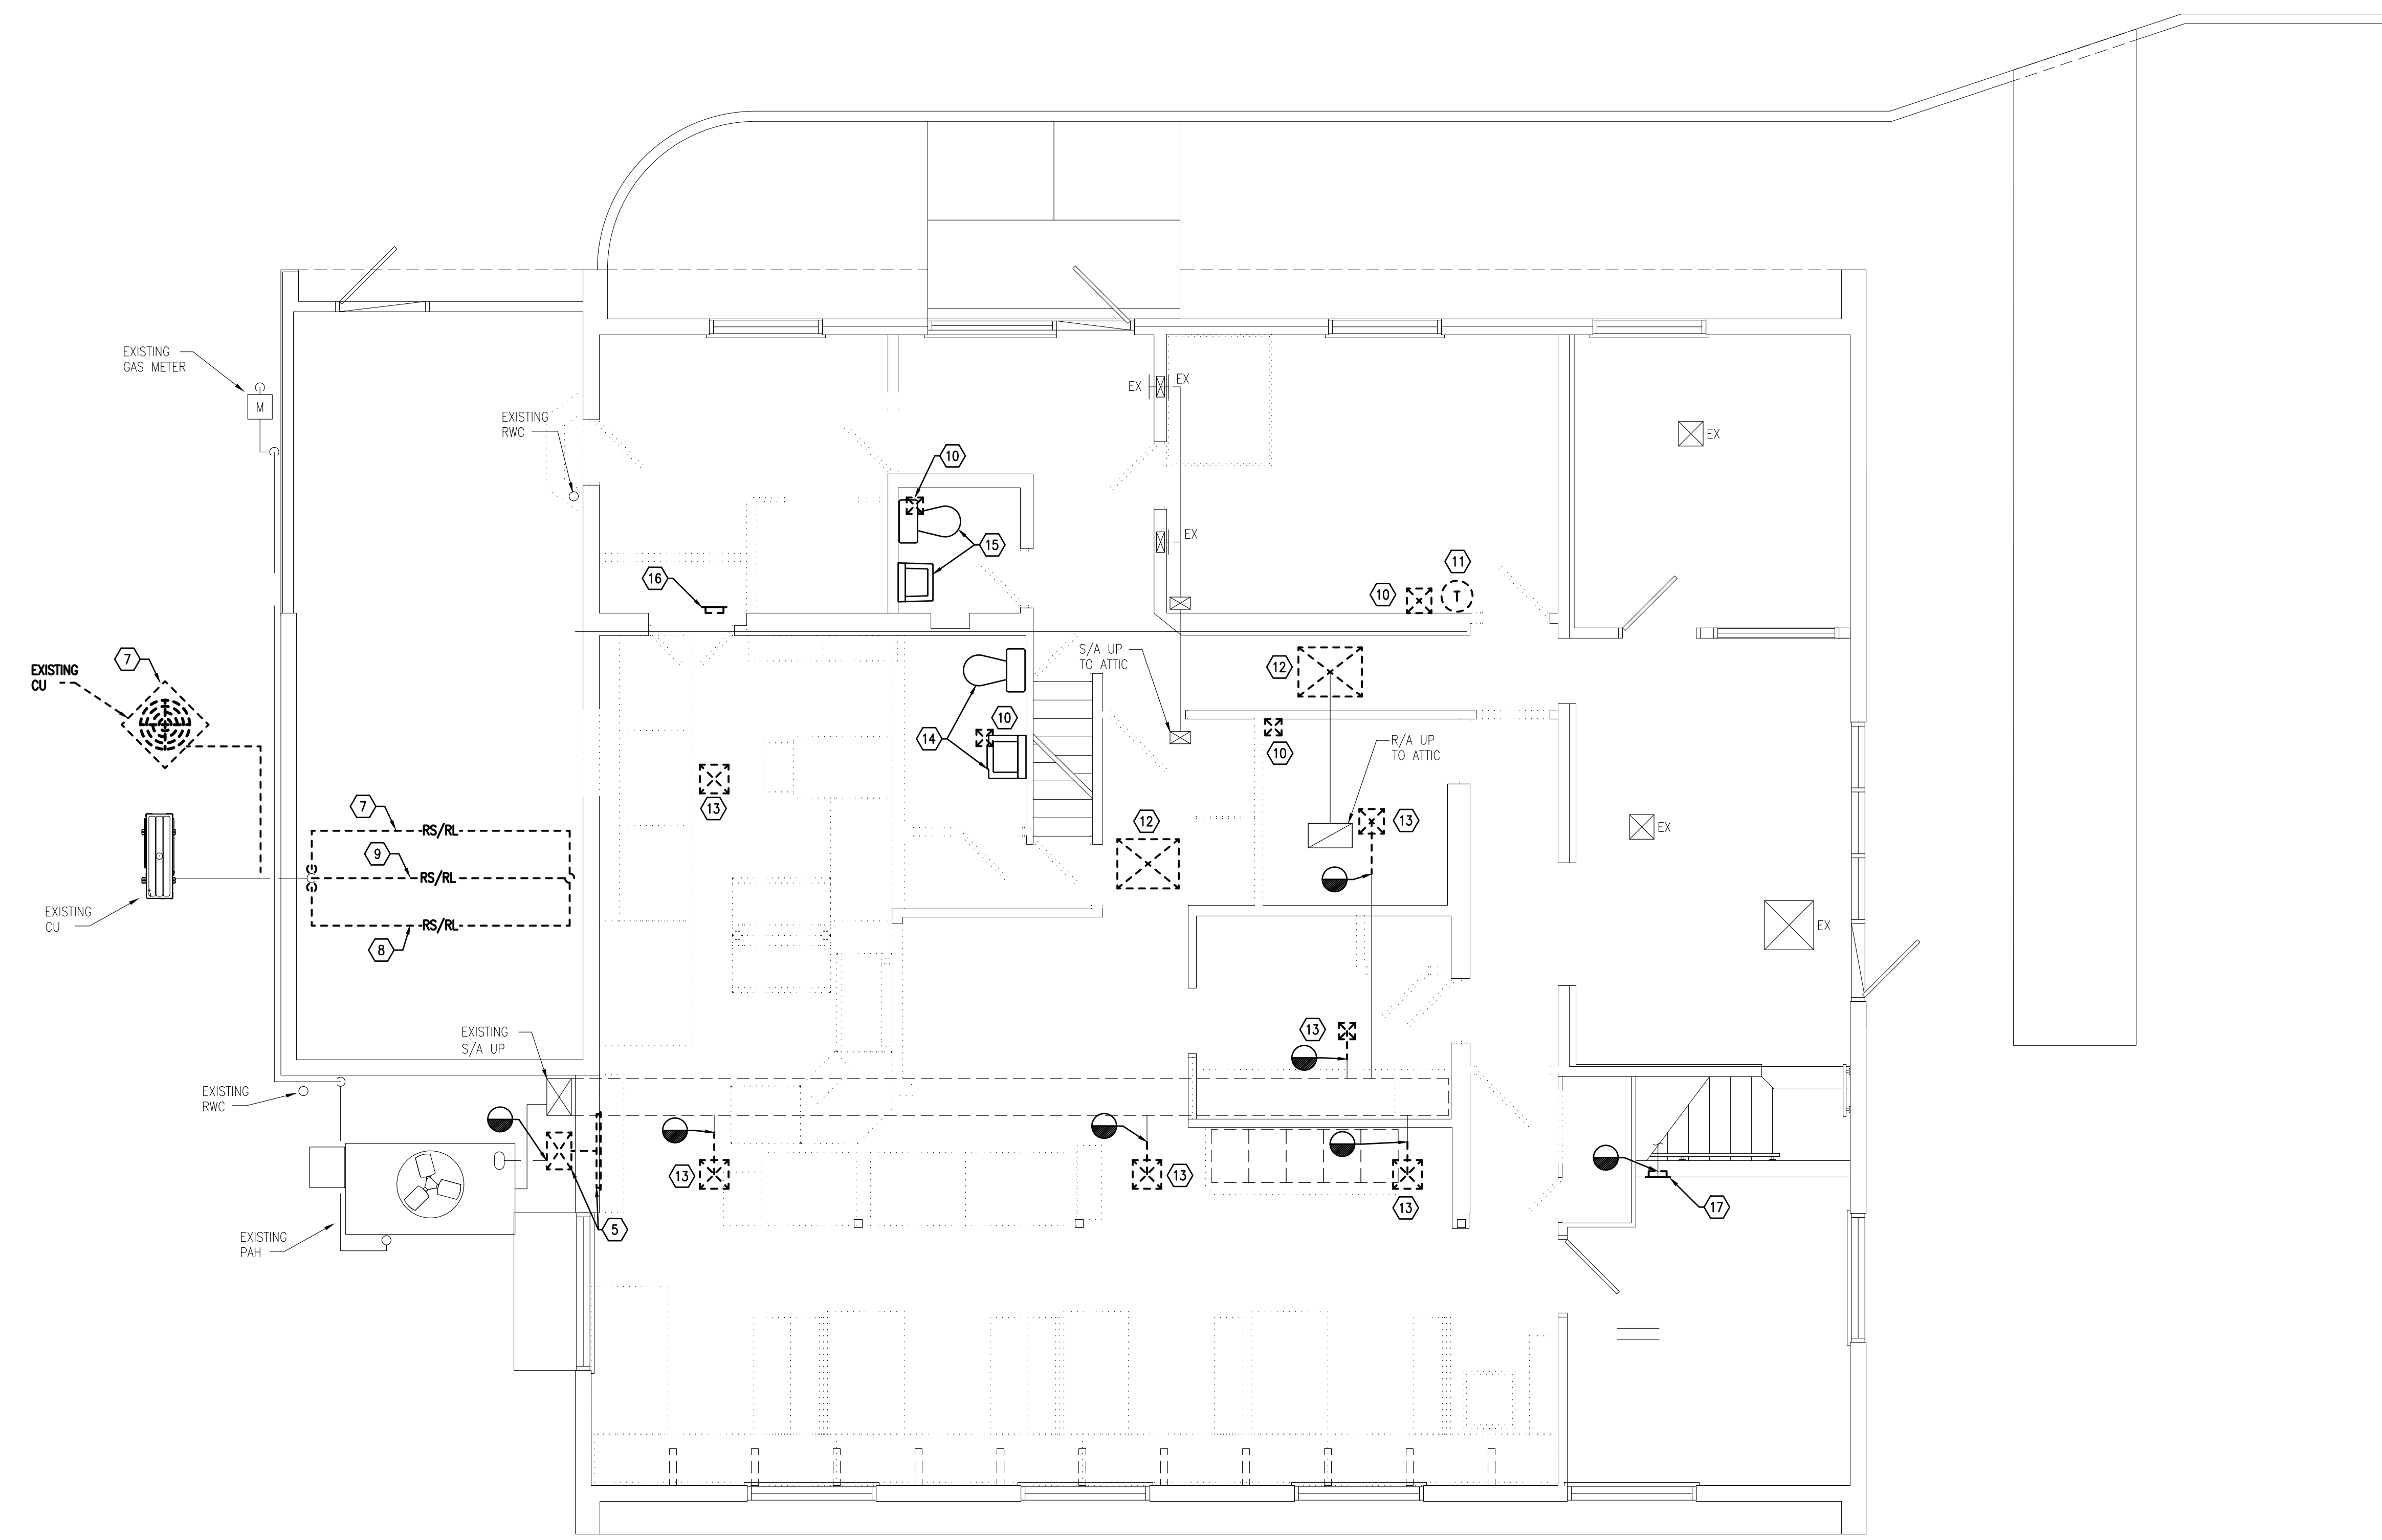 EXISTING
GAS METER
M
EX
EX
EX
EXISTING
RWC
10
15
EX
11
16
10
T
7
EXISTING
CU
S/A UP
TO ATTIC
12
10
14
10
R/A UP
TO ATTIC
13
7
RS/RL
12
13
EX
9
RS/RL
EXISTING
CU
RS/RL
8
EX
EXISTING
S/A UP
13
EXISTING
RWC
13
13
13
17
5
EXISTING
PAH